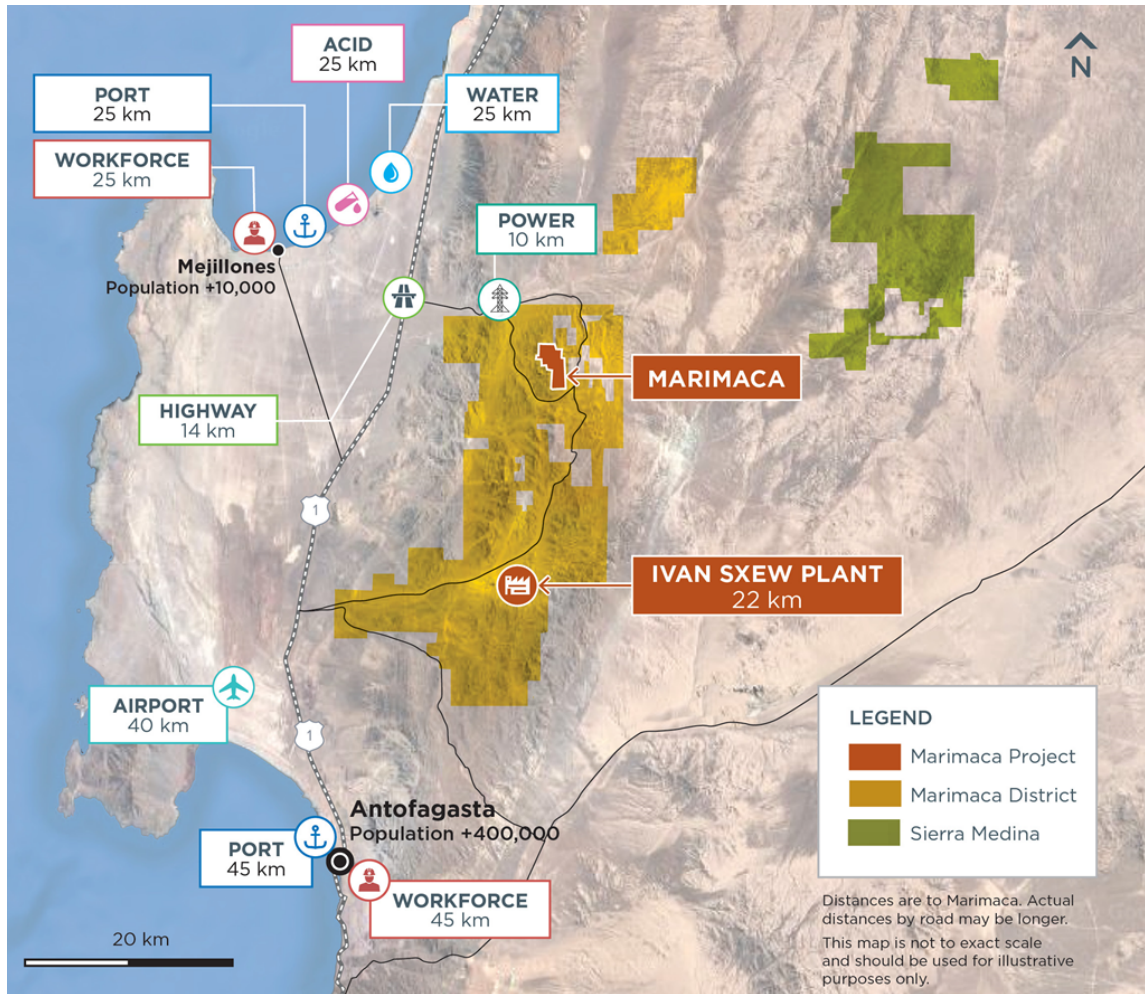 ACID
25 km
N
PORT
25 km
WATER
25 km
WORKFORCE
25 km
POWER
10 km
Mejillones
Population +10,000
MARIMACA
HIGHWAY
14 km
1
IVAN SXEW PLANT
22 km
AIRPORT
40 km
1
LEGEND
Marimaca Project
Marimaca District
Sierra Medina
Antofagasta
Population +400,000
PORT
45 km
WORKFORCE
45 km
Distances are to Marimaca. Actual
distances by road may be longer.
This map is not to exact scale
and should be used for illustrative
purposes only.
20 km